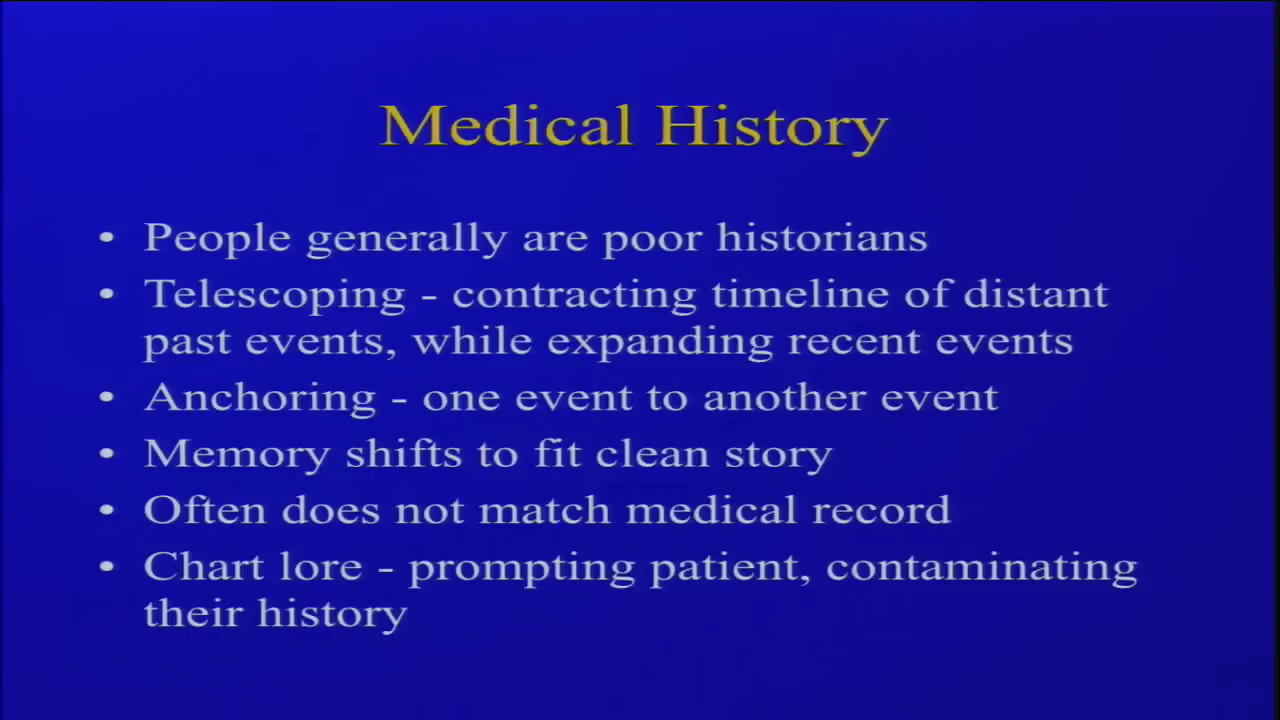 Medical History
• People generally are poor historians
• Telescoping - contracting timeline of distant
past events, while expanding recent events
• Anchoring - one event to another event
• Memory shifts to fit clean story
• Often does not match medical record
• Chart lore - prompting patient, contaminating
their history